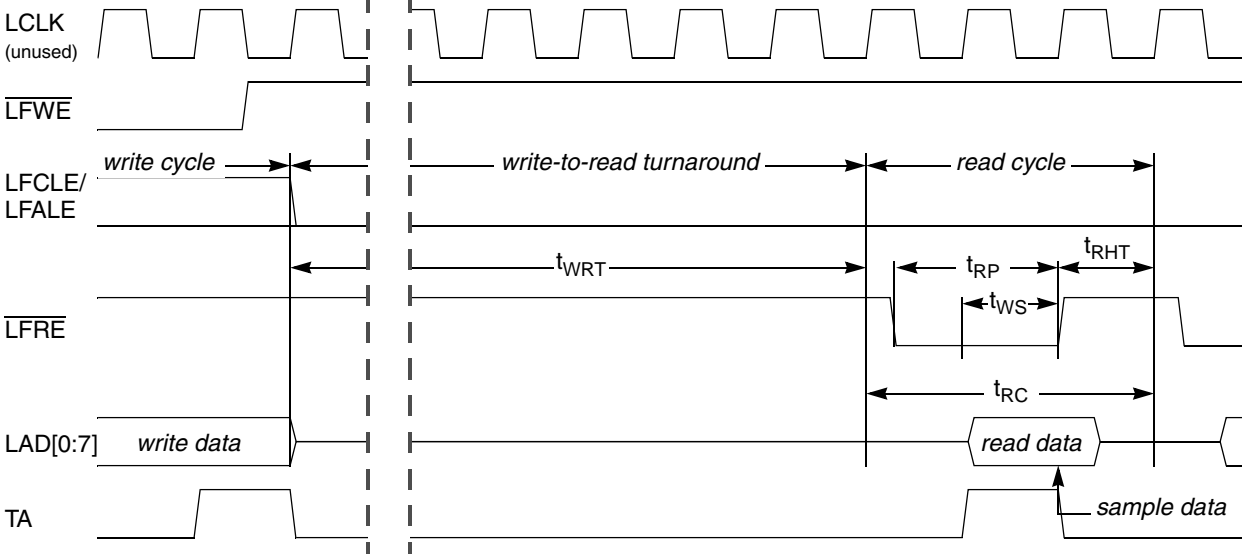 LCLK
(unused)
LFWE
write cycle write-to-read turnaround read cycle
LFCLE/
LFALE
tRHT
tWRT tRP
tWS
LFRE
tRC
LAD[0:7] write data read data
sample data
TA